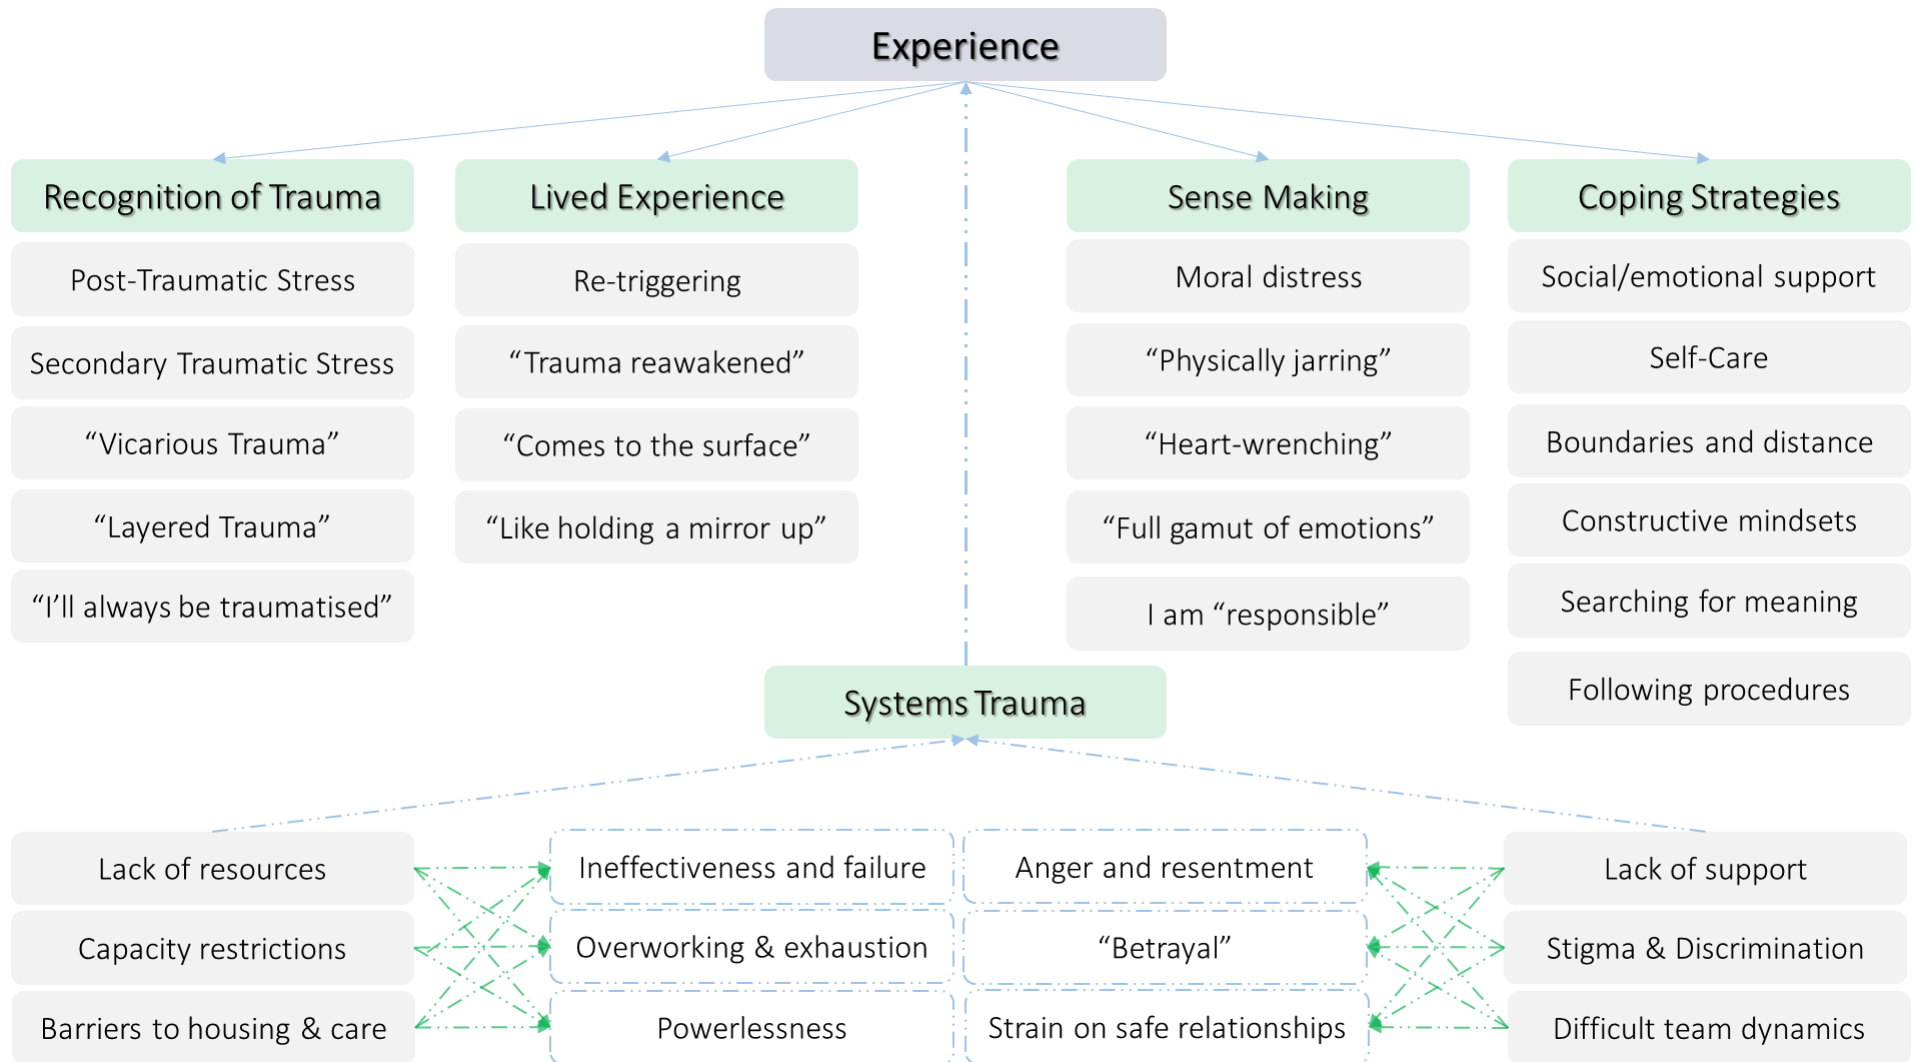 Experience
Recognition of Trauma
Post-Traumatic Stress
Secondary Traumatic Stress
“Vicarious Trauma”
“Layered Trauma”
“I’ll always be traumatised”
Lived Experience
Re-triggering
“Trauma reawakened”
“Comes to the surface”
“Like holding a mirror up”
Sense Making
Moral distress
“Physically jarring”
“Heart-wrenching”
“Full gamut of emotions”
I am “responsible”
Coping Strategies
Social/emotional support
Self-Care
Boundaries and distance
Constructive mindsets
Searching for meaning
Following procedures
Systems Trauma
Lack of resources
Capacity restrictions
Barriers to housing & care
Ineffectiveness and failure
Overworking & exhaustion
Powerlessness
Anger and resentment
“Betrayal”
Strain on safe relationships
Lack of support
Stigma & Discrimination
Difficult team dynamics